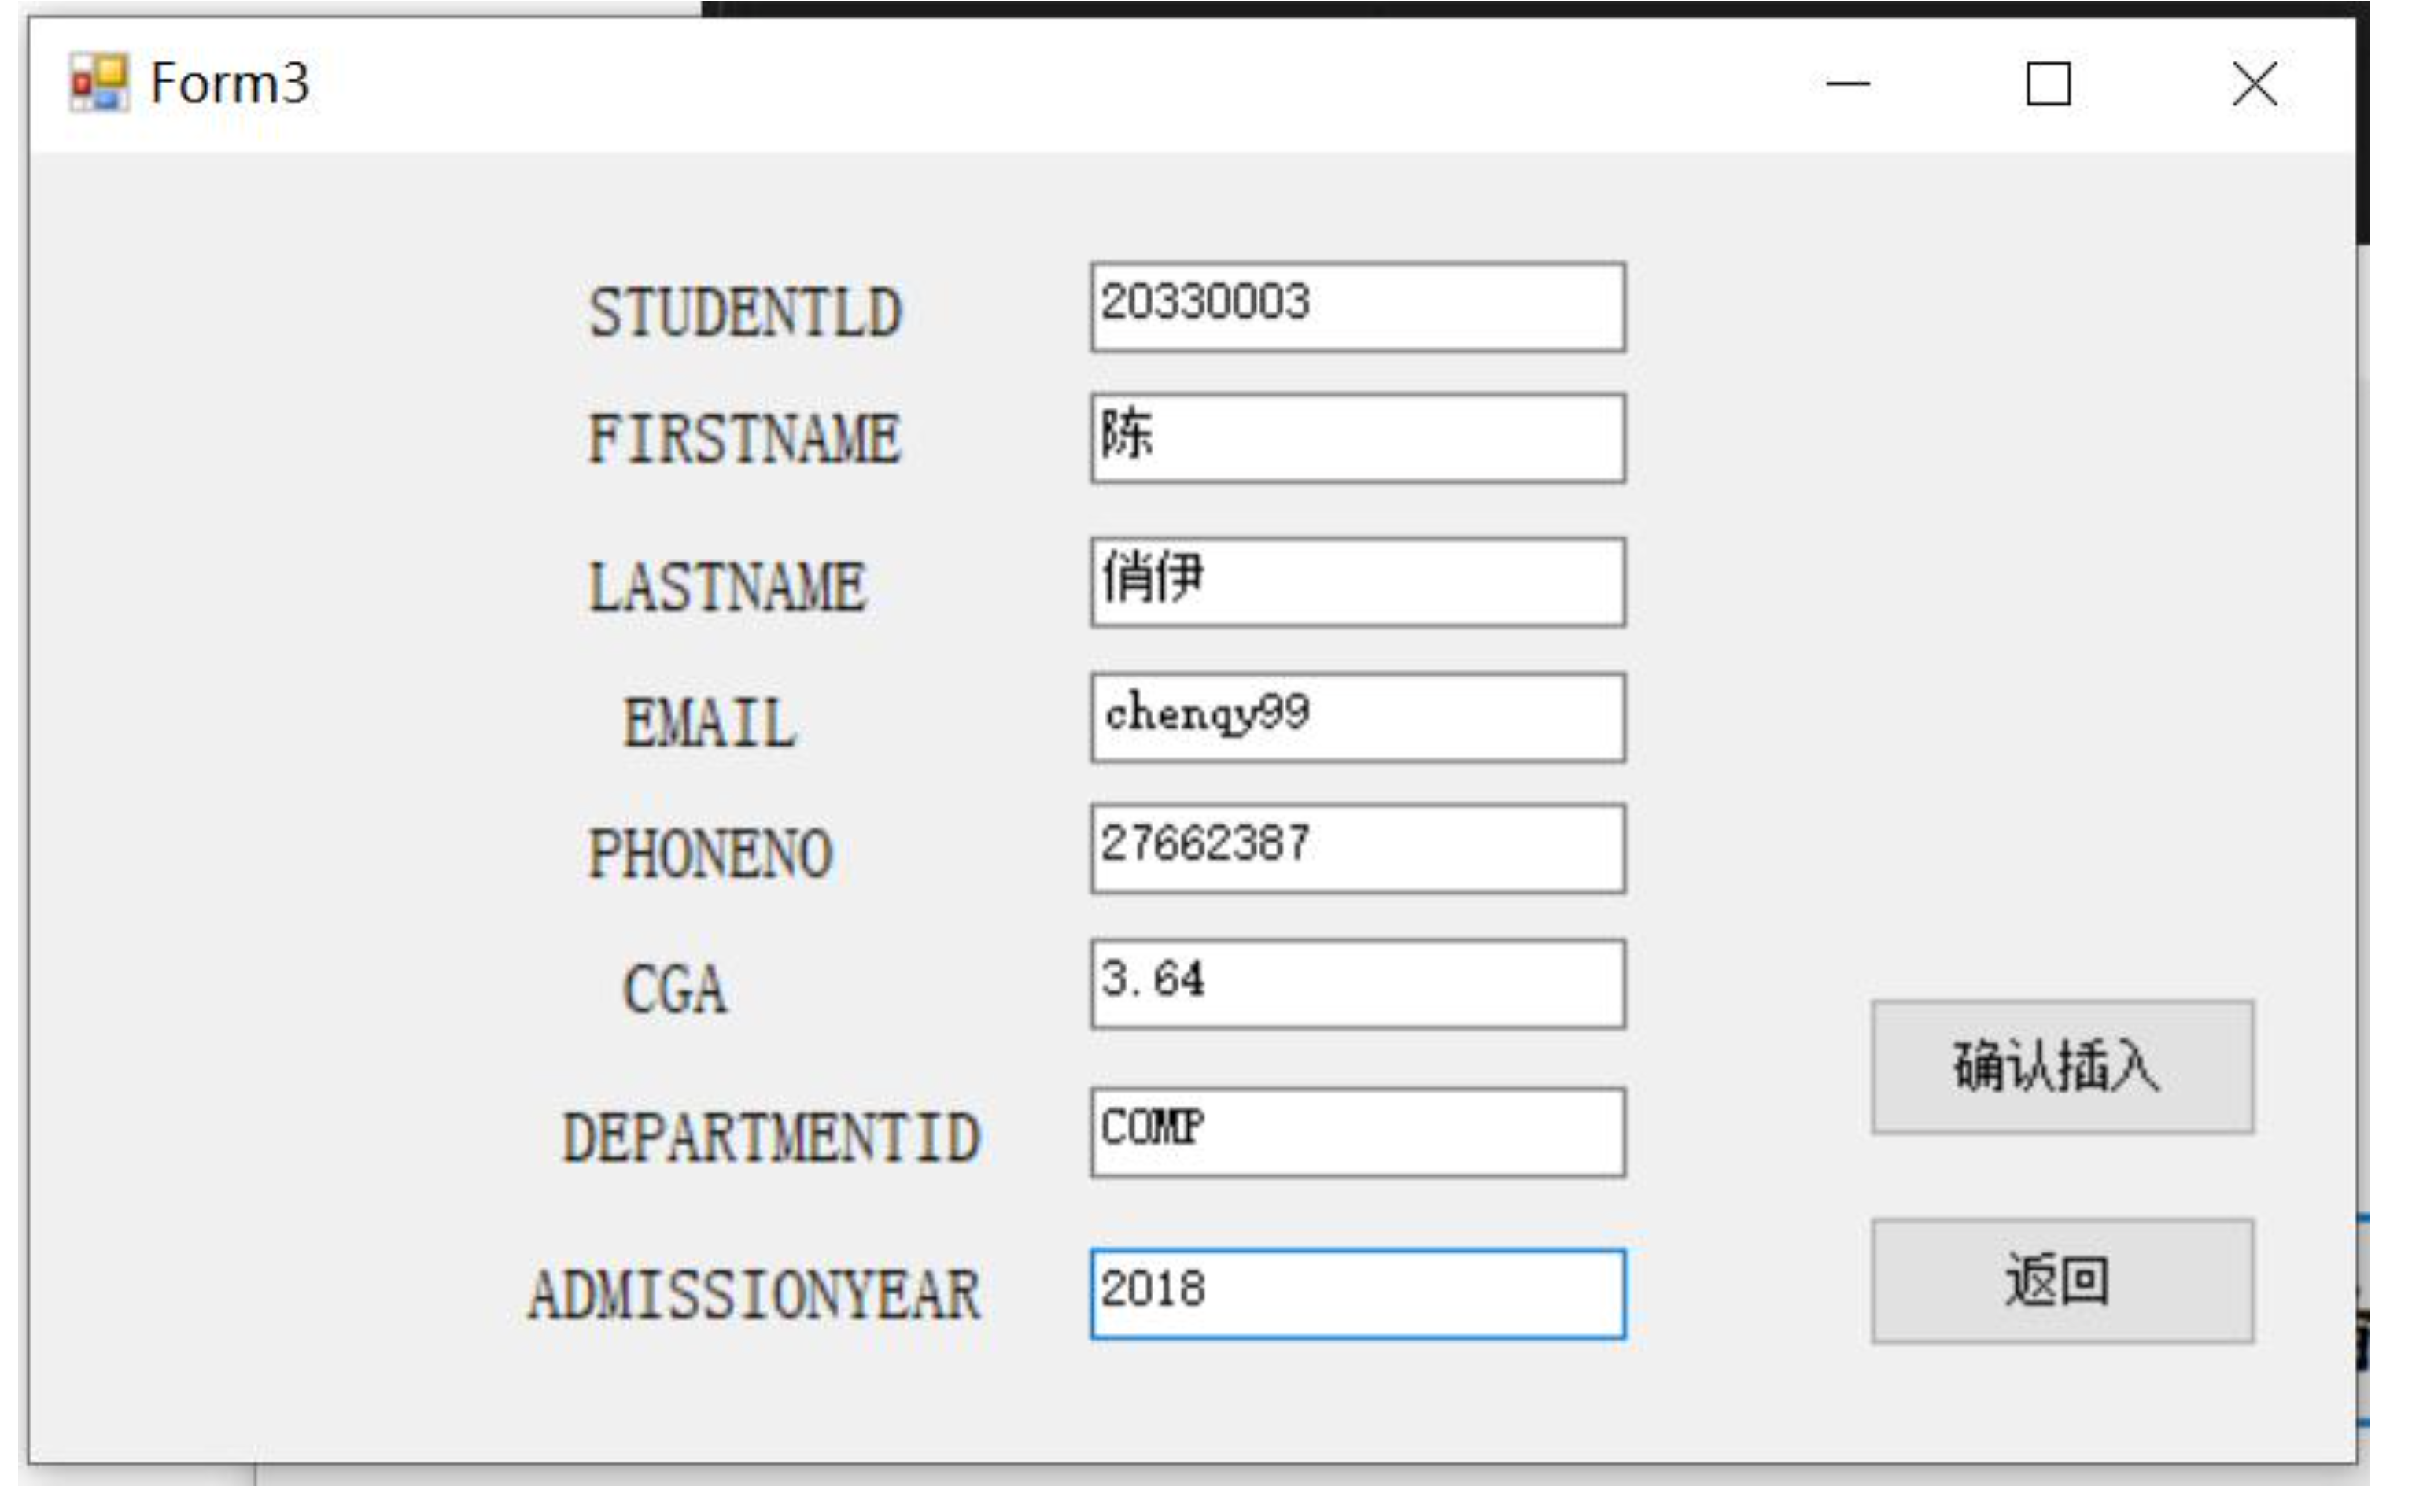 Form3
STUDENTLD 20330003
FIRSTNAME 陈
LASTNAME 俏伊
EMAIL chenqy99
PHONENO 27662387
CGA 3.64
确认插入
DEPARTMENTID COMP
ADMISSIONYEAR 2018
返回